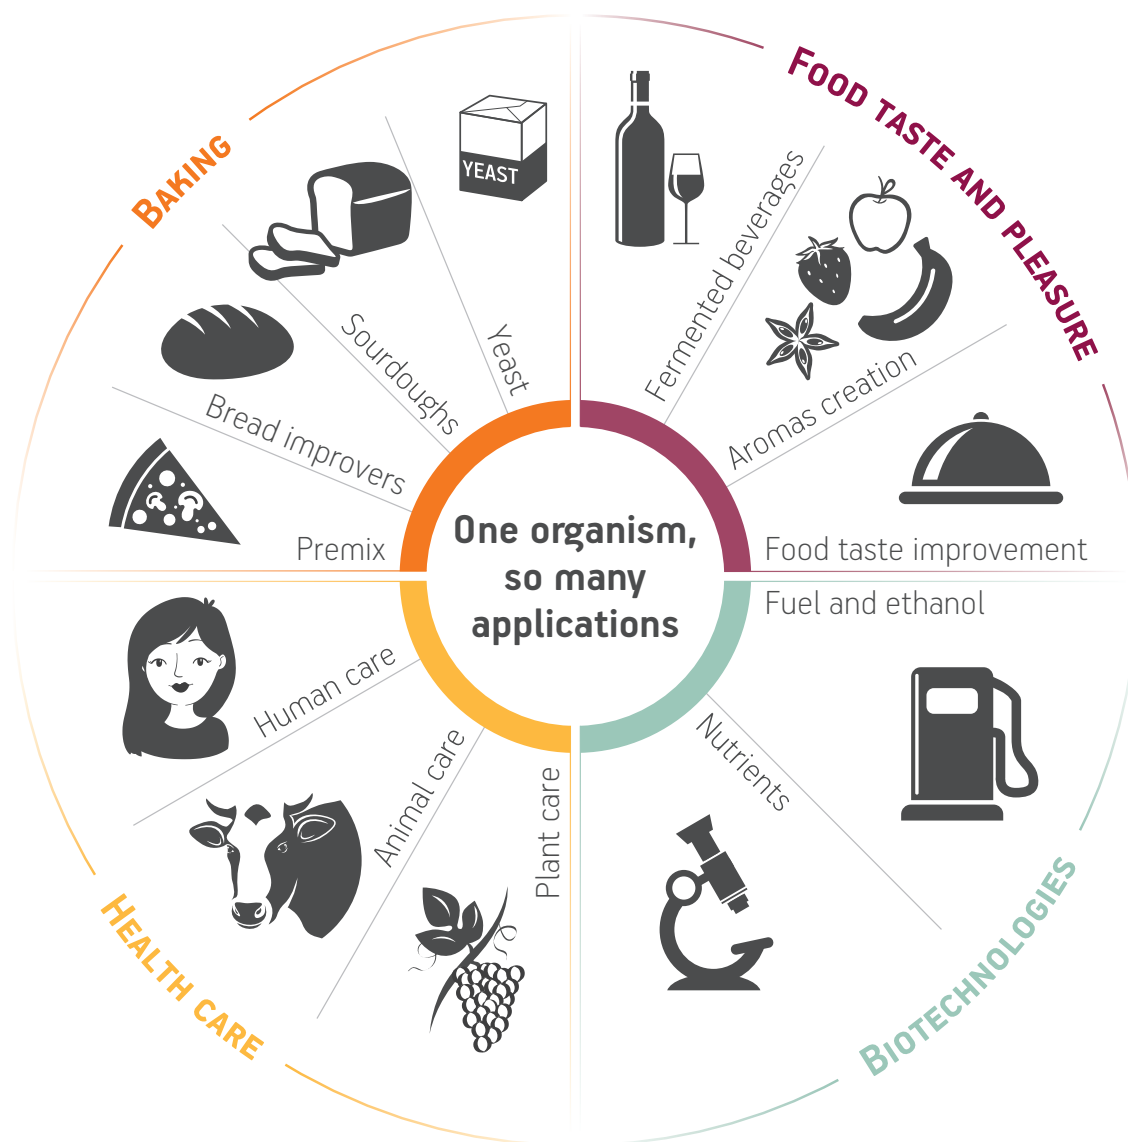 BAKING
YEAST
Yeast
Sourdoughs
Bread improvers
Premix
FOOD TASTE AND PLEASURE
Fermented beverages
Aromas creation
Food taste improvement
One organism,
so many
applications
Fuel and ethanol
Nutrients
BIOTECHNOLOGIES
Human care
Animal care
Plant care
HEALTH CARE